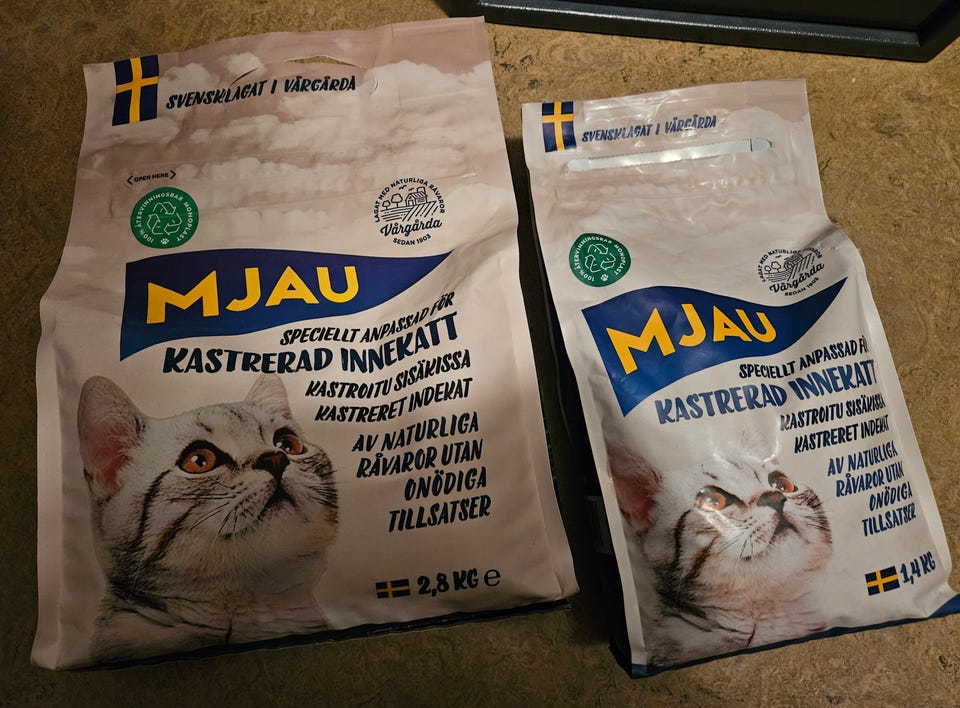 SVENSKLAGAT I VÅRGÅRDA
< OPEN HERE >
100% ÅTERVINNINGSBAR MONOPLAST
LAGAT MED NATURLIGA RÅVAROR
Vårgårda
SEDAN 1905
MJAU
SPECIELLT ANPASSAD FÖR
KASTRERAD INNEKATT
KASTROITU SISÄKISSA
KASTRERET INDEKAT
AV NATURLIGA
RÅVAROR UTAN
ONÖDIGA
TILLSATSER
2,8 KG e
SVENSKLAGAT I VÅRGÅRDA
100% ÅTERVINNINGSBAR MONOPLAST
LAGAT MED NATURLIGA RÅVAROR
Vårgårda
SEDAN 1905
MJAU
SPECIELLT ANPASSAD FÖR
KASTRERAD INNEKATT
KASTROITU SISÄKISSA
KASTRERET INDEKAT
AV NATURLIGA
RÅVAROR UTAN
ONÖDIGA
TILLSATSER
1,4 KG